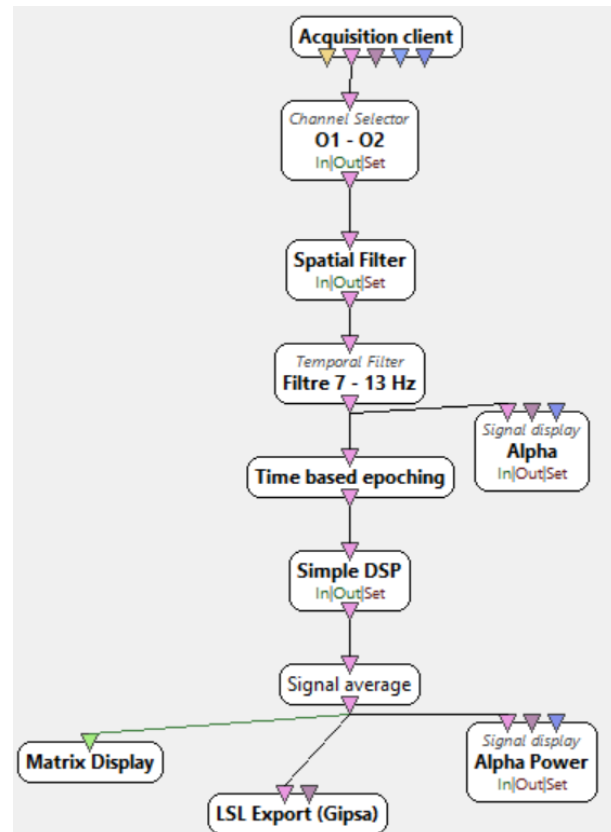 Acquisition client
Channel Selector
O1 - O2
In|Out|Set
Spatial Filter
In|Out|Set
Temporal Filter
Filtre 7 - 13 Hz
Signal display
Alpha
In|Out|Set
Time based epoching
Simple DSP
In|Out|Set
Signal average
Matrix Display
Signal display
Alpha Power
In|Out|Set
LSL Export (Gipsa)